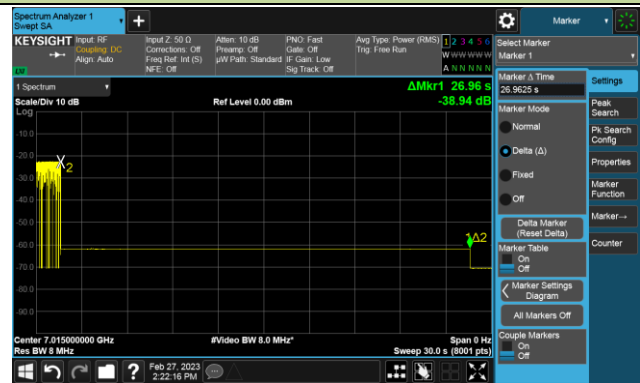 Spectrum Analyzer 1
Swept SA
+
Marker
KEYSIGHT
Input: RF
Coupling: DC
Align: Auto
Input Z: 50 Ω
Corrections: Off
Freq Ref: Int (S)
NFE: Off
Atten: 10 dB
Preamp: Off
µW Path: Standard
PNO: Fast
Gate: Off
IF Gain: Low
Sig Track: Off
Avg Type: Power (RMS)
Trig: Free Run
1 2 3 4 5 6
W W W W W W
A N N N N N
LXI
Select Marker
Marker 1
1 Spectrum
Scale/Div 10 dB
Log
Ref Level 0.00 dBm
ΔMkr1 26.96 s
-38.94 dB
-10.0
-20.0
-30.0
-40.0
-50.0
-60.0
-70.0
-80.0
-90.0
X2
1Δ2
Center 7.015000000 GHz
Res BW 8 MHz
#Video BW 8.0 MHz*
Span 0 Hz
Sweep 30.0 s (8001 pts)
Marker Δ Time
26.9625 s
Marker Mode
Normal
Delta (Δ)
Fixed
Off
Delta Marker
(Reset Delta)
Marker Table
On
Off
Marker Settings
Diagram
All Markers Off
Couple Markers
On
Off
Settings
Peak
Search
Pk Search
Config
Properties
Marker
Function
Marker→
Counter
?
Feb 27, 2023
2:22:16 PM